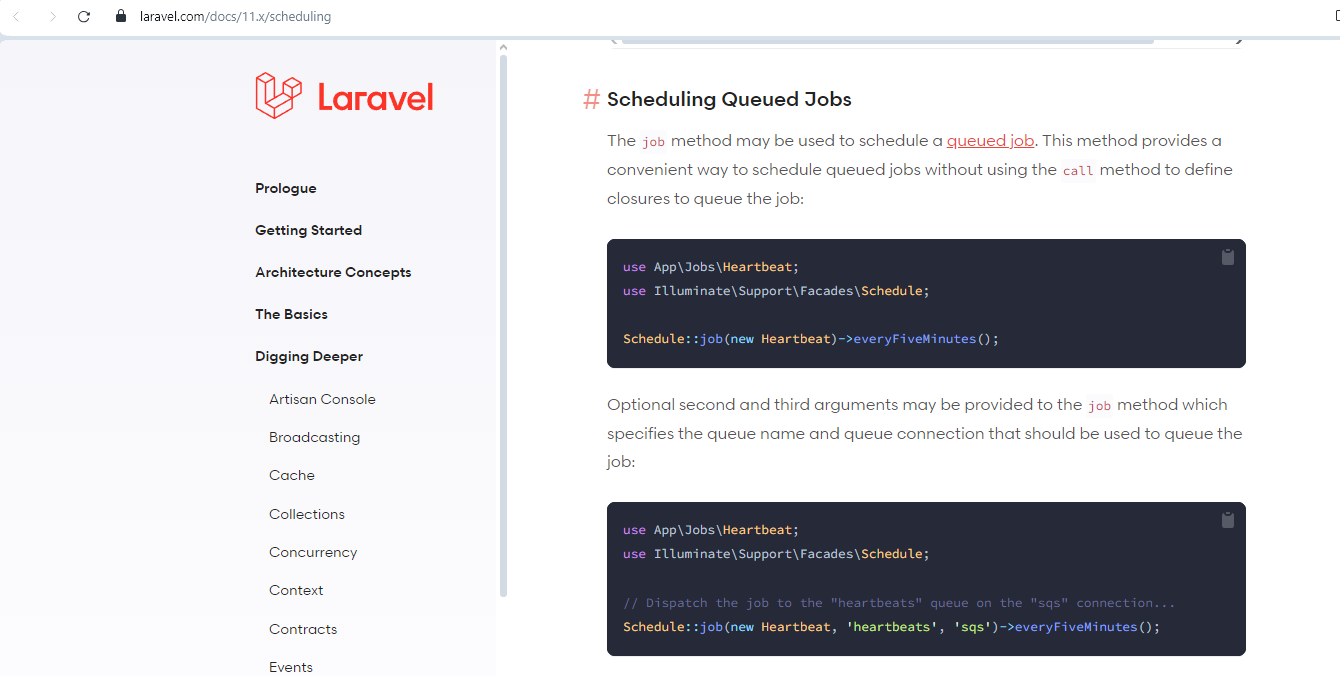 laravel.com/docs/11.x/scheduling
Laravel
Prologue
Getting Started
Architecture Concepts
The Basics
Digging Deeper
Artisan Console
Broadcasting
Cache
Collections
Concurrency
Context
Contracts
Events
# Scheduling Queued Jobs
The job method may be used to schedule a queued job. This method provides a
convenient way to schedule queued jobs without using the call method to define
closures to queue the job:
use App\Jobs\Heartbeat;
use Illuminate\Support\Facades\Schedule;
Schedule::job(new Heartbeat)->everyFiveMinutes();
Optional second and third arguments may be provided to the job method which
specifies the queue name and queue connection that should be used to queue the
job:
use App\Jobs\Heartbeat;
use Illuminate\Support\Facades\Schedule;
// Dispatch the job to the "heartbeats" queue on the "sqs" connection...
Schedule::job(new Heartbeat, 'heartbeats', 'sqs')->everyFiveMinutes();